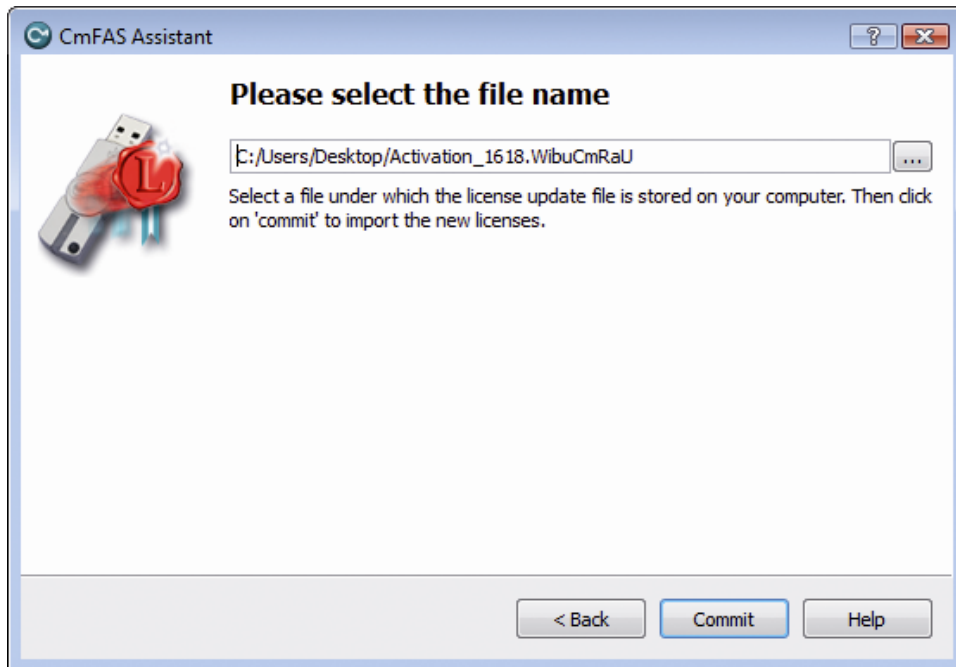 CmFAS Assistant
Please select the file name
C:/Users/Desktop/Activation_1618.WibuCmRaU
...
Select a file under which the license update file is stored on your computer. Then click
on 'commit' to import the new licenses.
L
< Back
Commit
Help